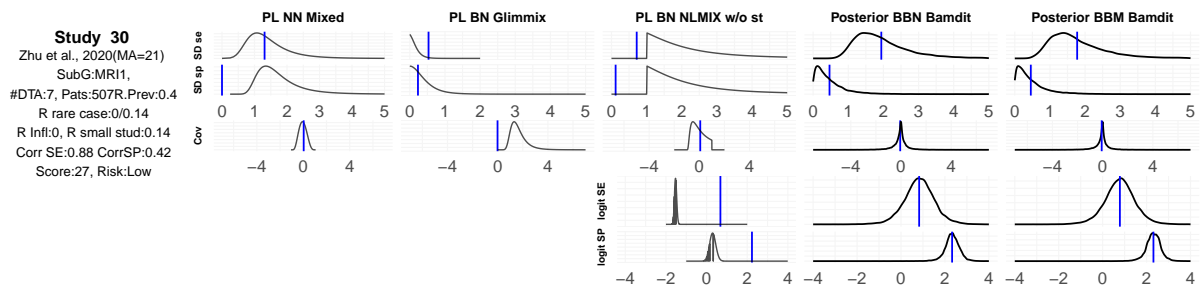 PL NN Mixed PL BN Glimmix PL BN NLMIX w/o st Posterior BBN Bamdit Posterior BBM Bamdit
Study 30
Zhu et al., 2020(MA=21)
SubG:MRI1,
#DTA:7, Pats:507R.Prev:0.4
R rare case:0/0.14
R Infl:0, R small stud:0.14
Corr SE:0.88 CorrSP:0.42
Score:27, Risk:Low
SD se
SD sp
0 1 2 3 4 5 0 1 2 3 4 5 0 1 2 3 4 5 0 1 2 3 4 5 0 1 2 3 4 5
Cov
−4 0 4 −4 0 4 −4 0 4 −4 0 4 −4 0 4
logit SE
logit SP
−4 −2 0 2 4 −4 −2 0 2 4 −4 −2 0 2 4